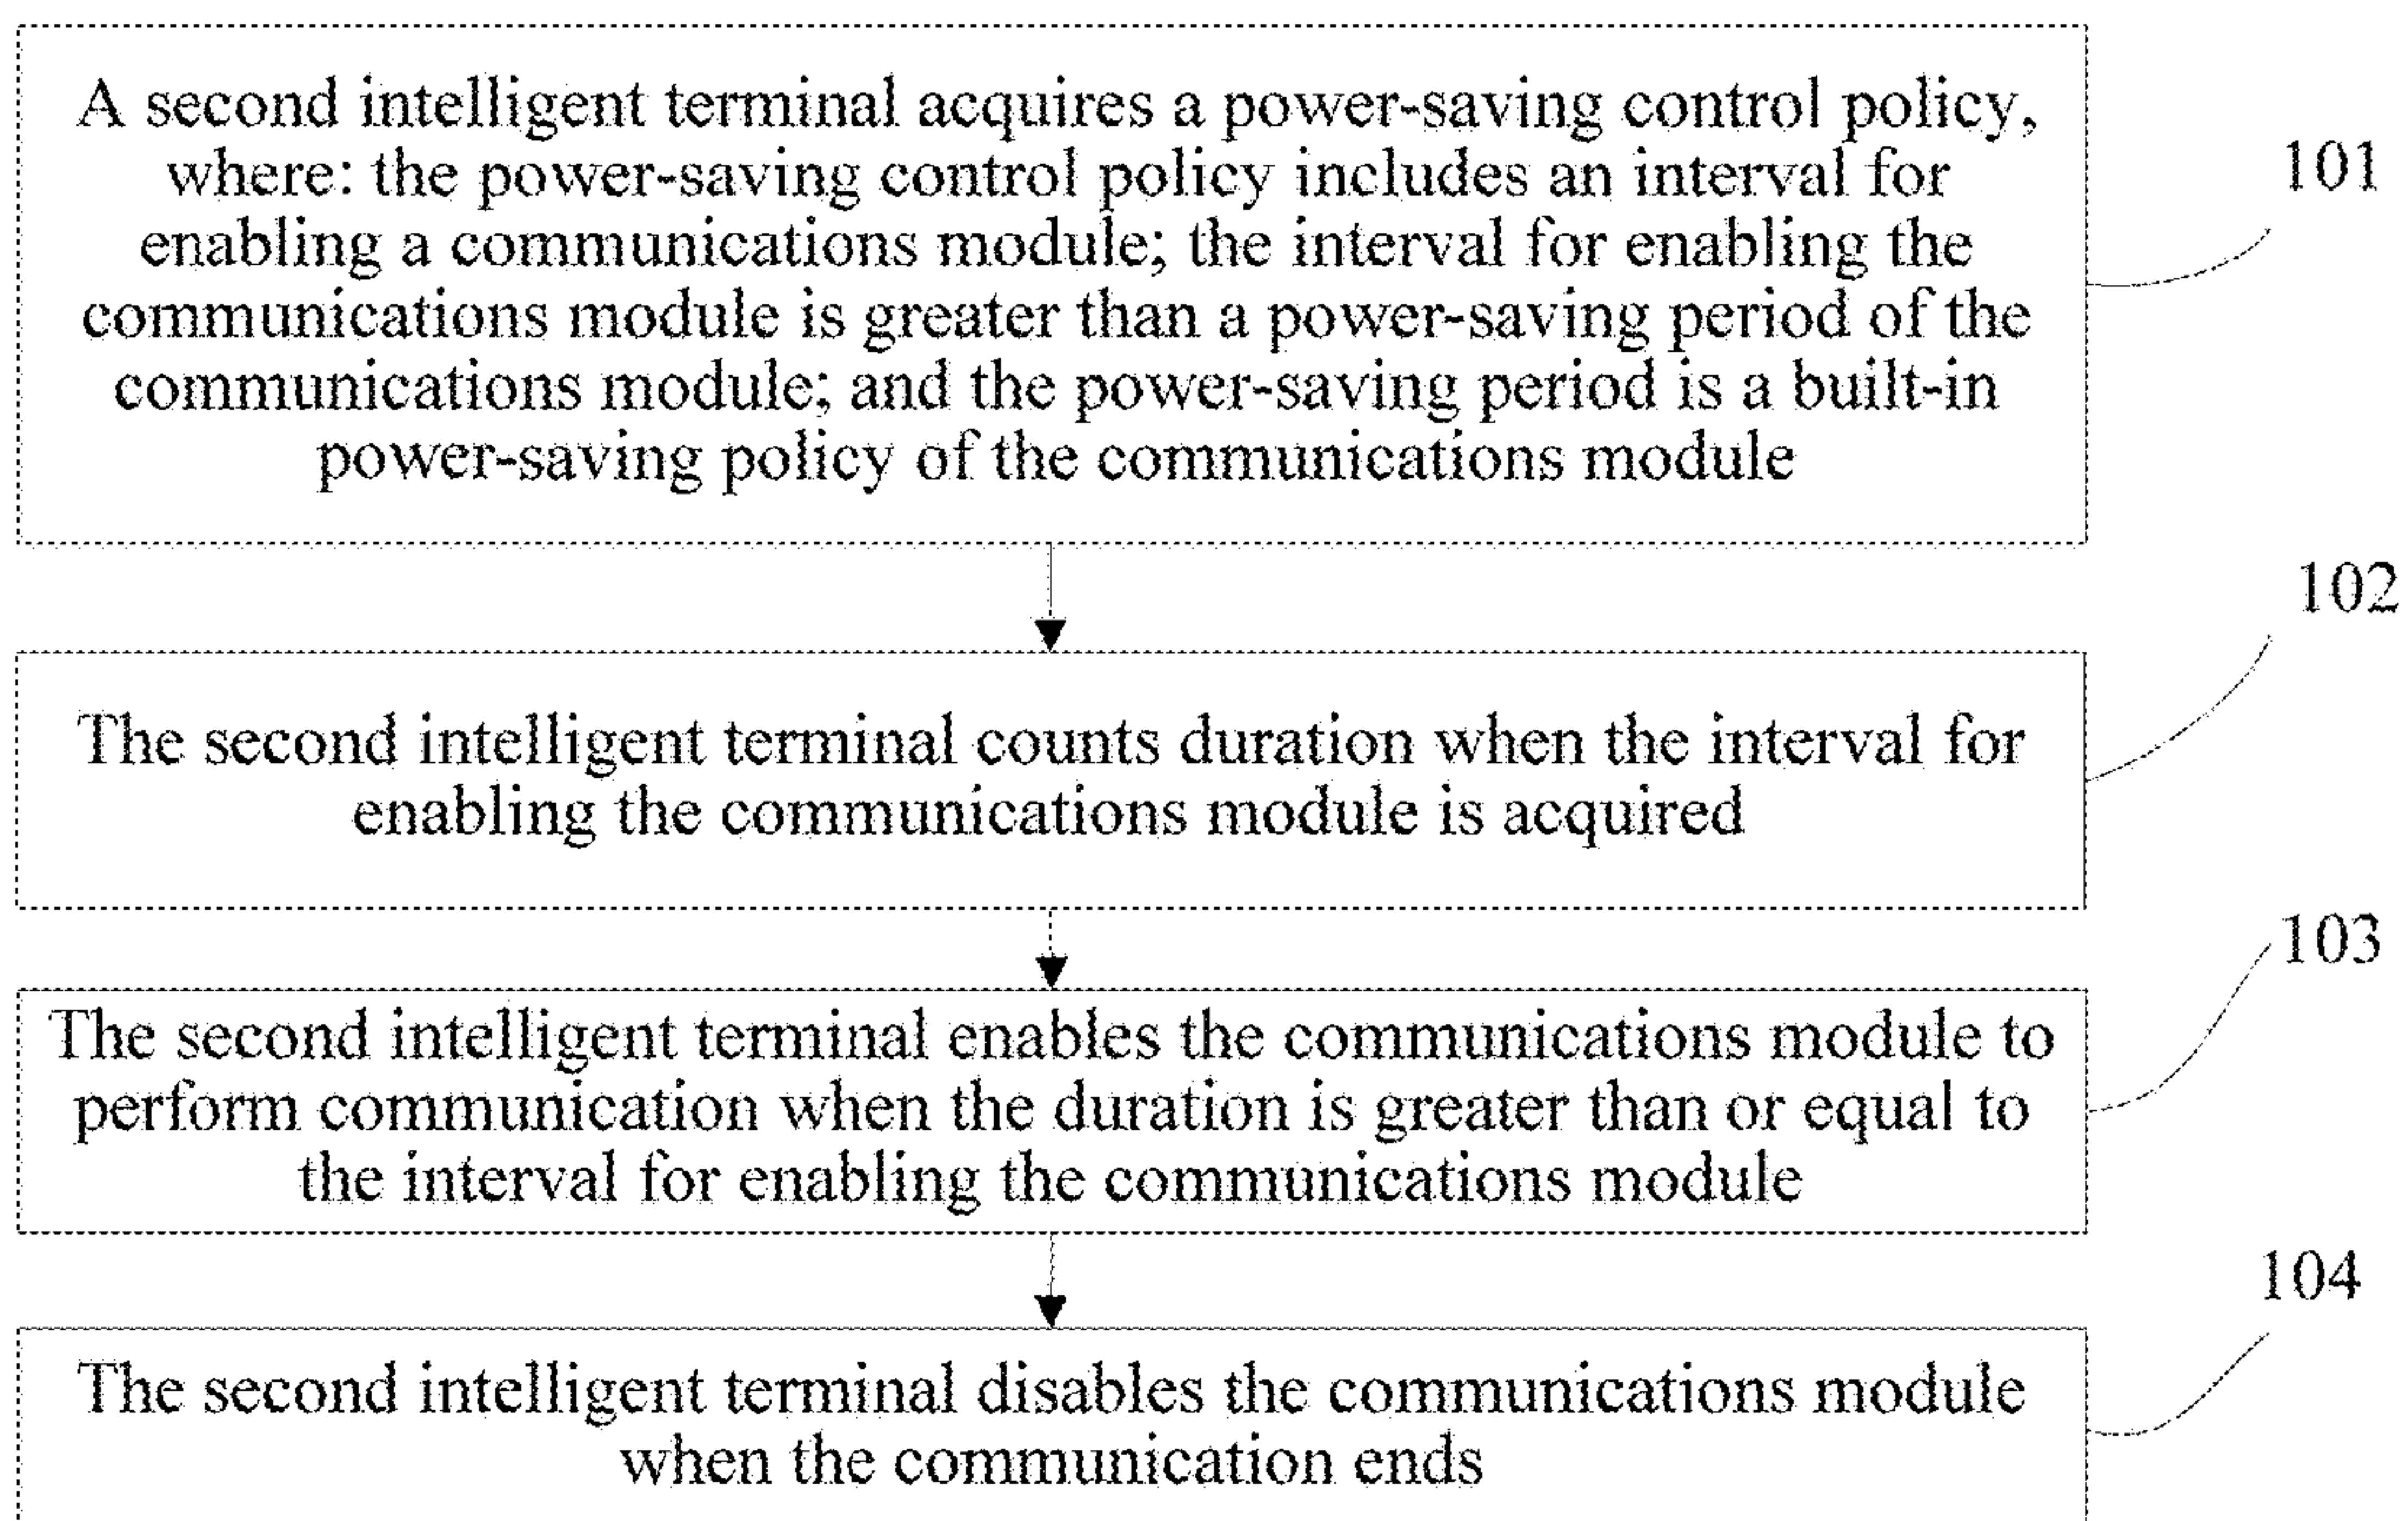 A second intelligent terminal acquires a power-saving control policy,
where: the power-saving control policy includes an interval for
enabling a communications module; the interval for enabling the
communications module is greater than a power-saving period of the
communications module; and the power-saving period is a built-in
power-saving policy of the communications module
101
102
The second intelligent terminal counts duration when the interval for
enabling the communications module is acquired
103
The second intelligent terminal enables the communications module to
perform communication when the duration is greater than or equal to
the interval for enabling the communications module
104
The second intelligent terminal disables the communications module
when the communication ends